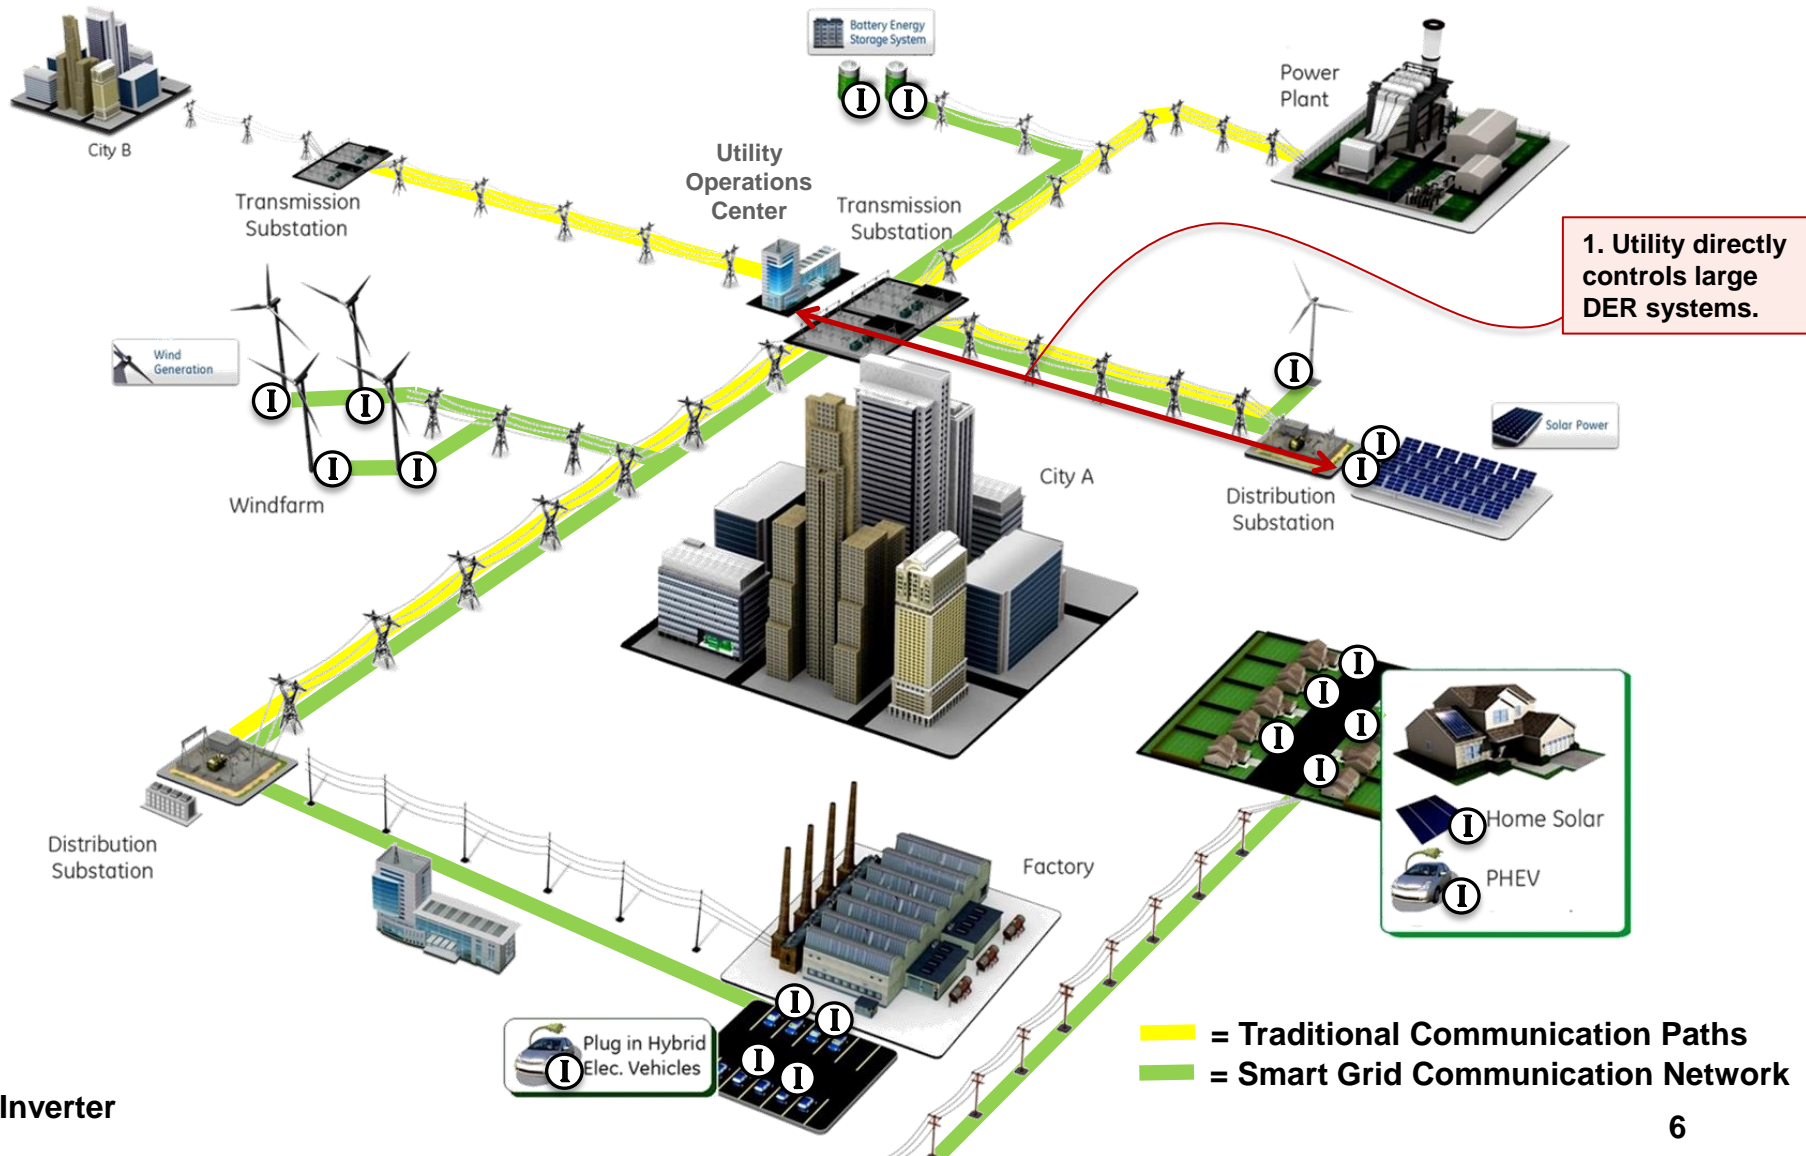 Battery Energy
Storage System
Power
Plant
City B
Utility
Operations
Center
Transmission
Substation
Transmission
Substation
1. Utility directly
controls large
DER systems.
Wind
Generation
I
I
I
I
I
I
I
I
I
Solar Power
City A
Windfarm
Distribution
Substation
I
I
I
I
I
Home Solar
I
PHEV
I
Distribution
Substation
Factory
I
I
I
I
Plug in Hybrid
Elec. Vehicles
I
= Traditional Communication Paths
= Smart Grid Communication Network
Inverter
6